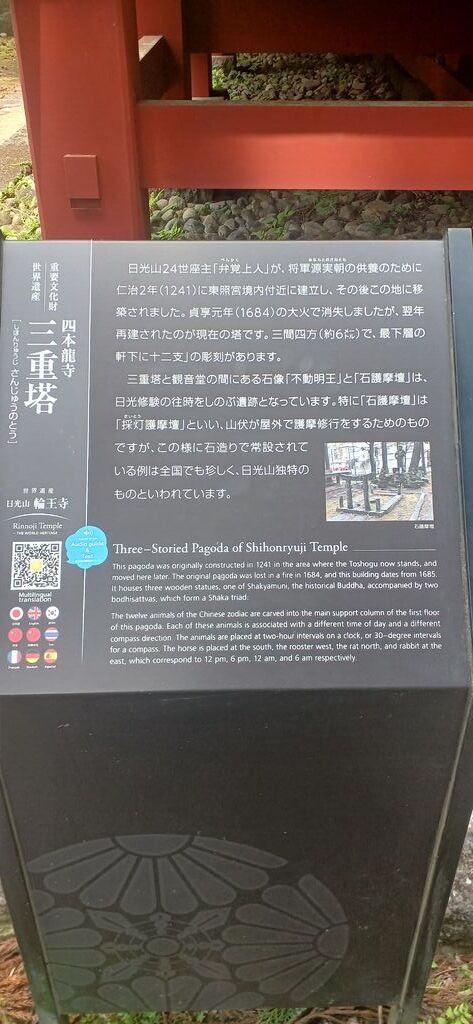 重要文化財
世界遺産
四本龍寺
三重塔
[しほんりゅうじ さんじゅうのとう]
世界遺産
日光山 輪王寺
Rinnoji Temple
- THE WORLD HERITAGE -
Audio guide
&
Text
Multilingual
translation
日光山24世座主「弁覚上人」が、将軍源実朝の供養のために
仁治2年(1241)に東照宮境内付近に建立し、その後この地に移
築されました。貞享元年(1684)の大火で消失しましたが、翌年
再建されたのが現在の塔です。三間四方(約6㍍)で、最下層の
軒下に十二支」の彫刻があります。
三重塔と観音堂の間にある石像「不動明王」と「石護摩壇」は、
日光修験の往時をしのぶ遺跡となっています。特に「石護摩壇」は
「採灯護摩壇」といい、山伏が屋外で護摩修行をするためのもの
ですが、この様に石造りで常設されて
いる例は全国でも珍しく、日光山独特の
ものといわれています。
石護摩壇
Three-Storied Pagoda of Shihonryuji Temple
This pagoda was originally constructed in 1241 in the area where the Toshogu now stands, and
moved here later. The original pagoda was lost in a fire in 1684, and this building dates from 1685.
It houses three wooden statues, one of Shakyamuni, the historical Buddha, accompanied by two
bodhisattvas, which form a Shaka triad.
The twelve animals of the Chinese zodiac are carved into the main support column of the first floor
of this pagoda. Each of these animals is associated with a different time of day and a different
compass direction. The animals are placed at two-hour intervals on a clock, or 30-degree intervals
for a compass. The horse is placed at the south, the rooster west, the rat north, and rabbit at the
east, which correspond to 12 pm, 6 pm, 12 am, and 6 am respectively.